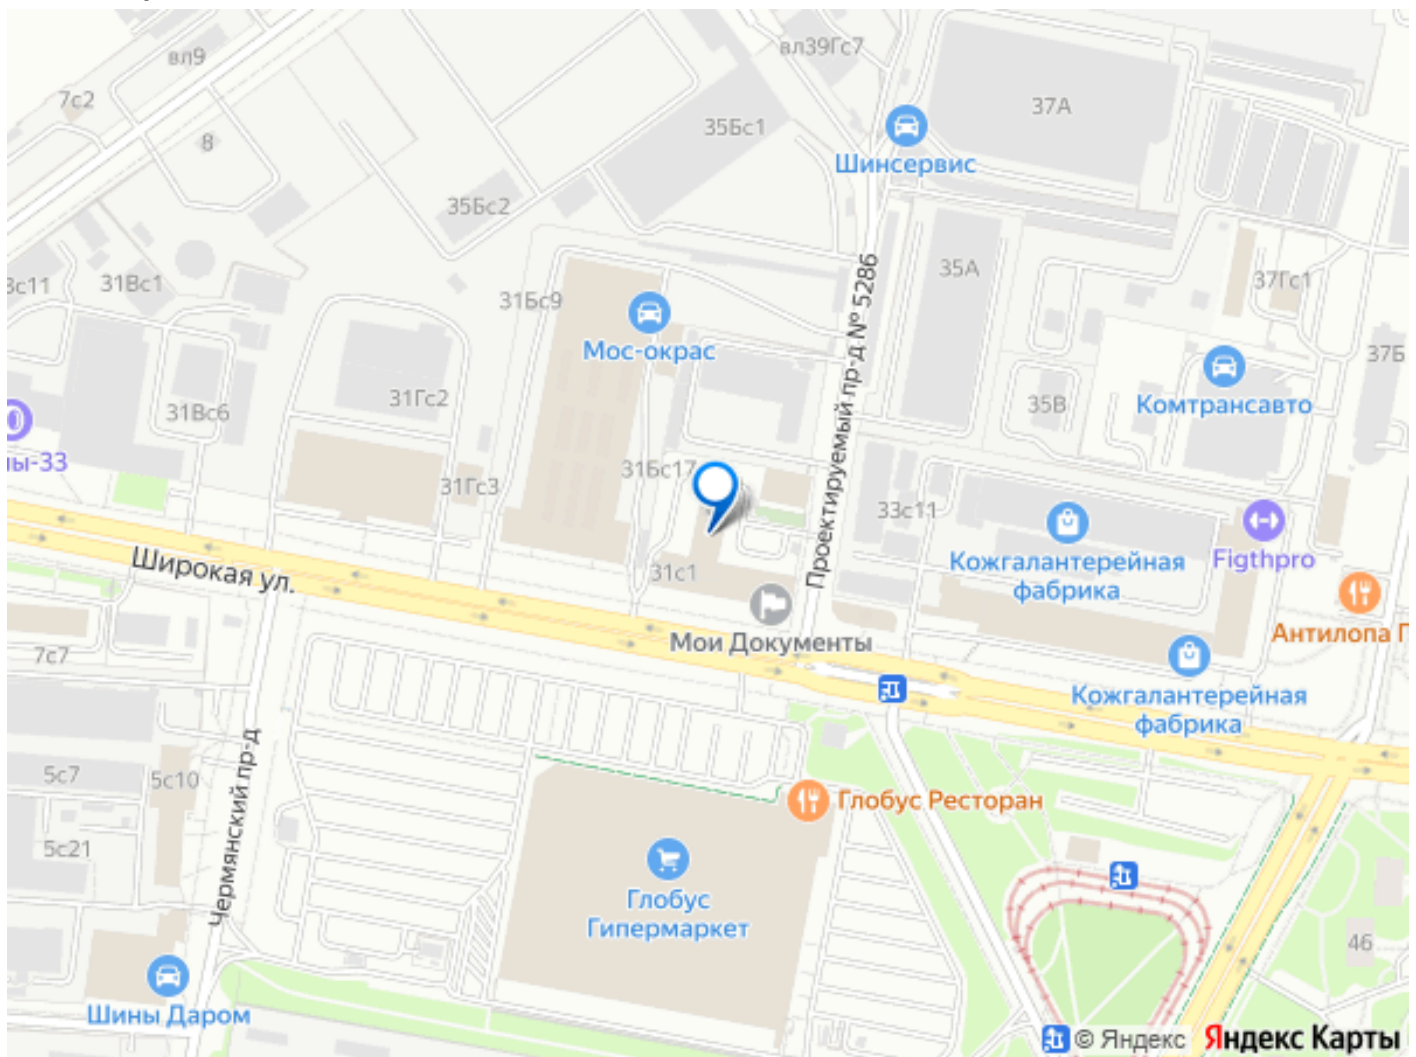 вл9
вл39Гс7
7с2
37А
35Бс1
8
Шинсервис
35Бс2
35А
Проектируемый пр-д № 5286
3с11
31Вс1
37Гс1
31Бс9
Мос-окрас
37Б
Комтрансавто
31Гс2
35В
31Вс6
ы-33
31Бс17
31Гс3
33с11
Кожгалантерейная
фабрика
Figthpro
Широкая ул.
31с1
Мои Документы
Антилопа Г
7с7
Кожгалантерейная
фабрика
Чермянский пр-д
5с7
5с10
Глобус Ресторан
5с21
Глобус
Гипермаркет
46
Шины Даром
© Яндекс Яндекс Карты